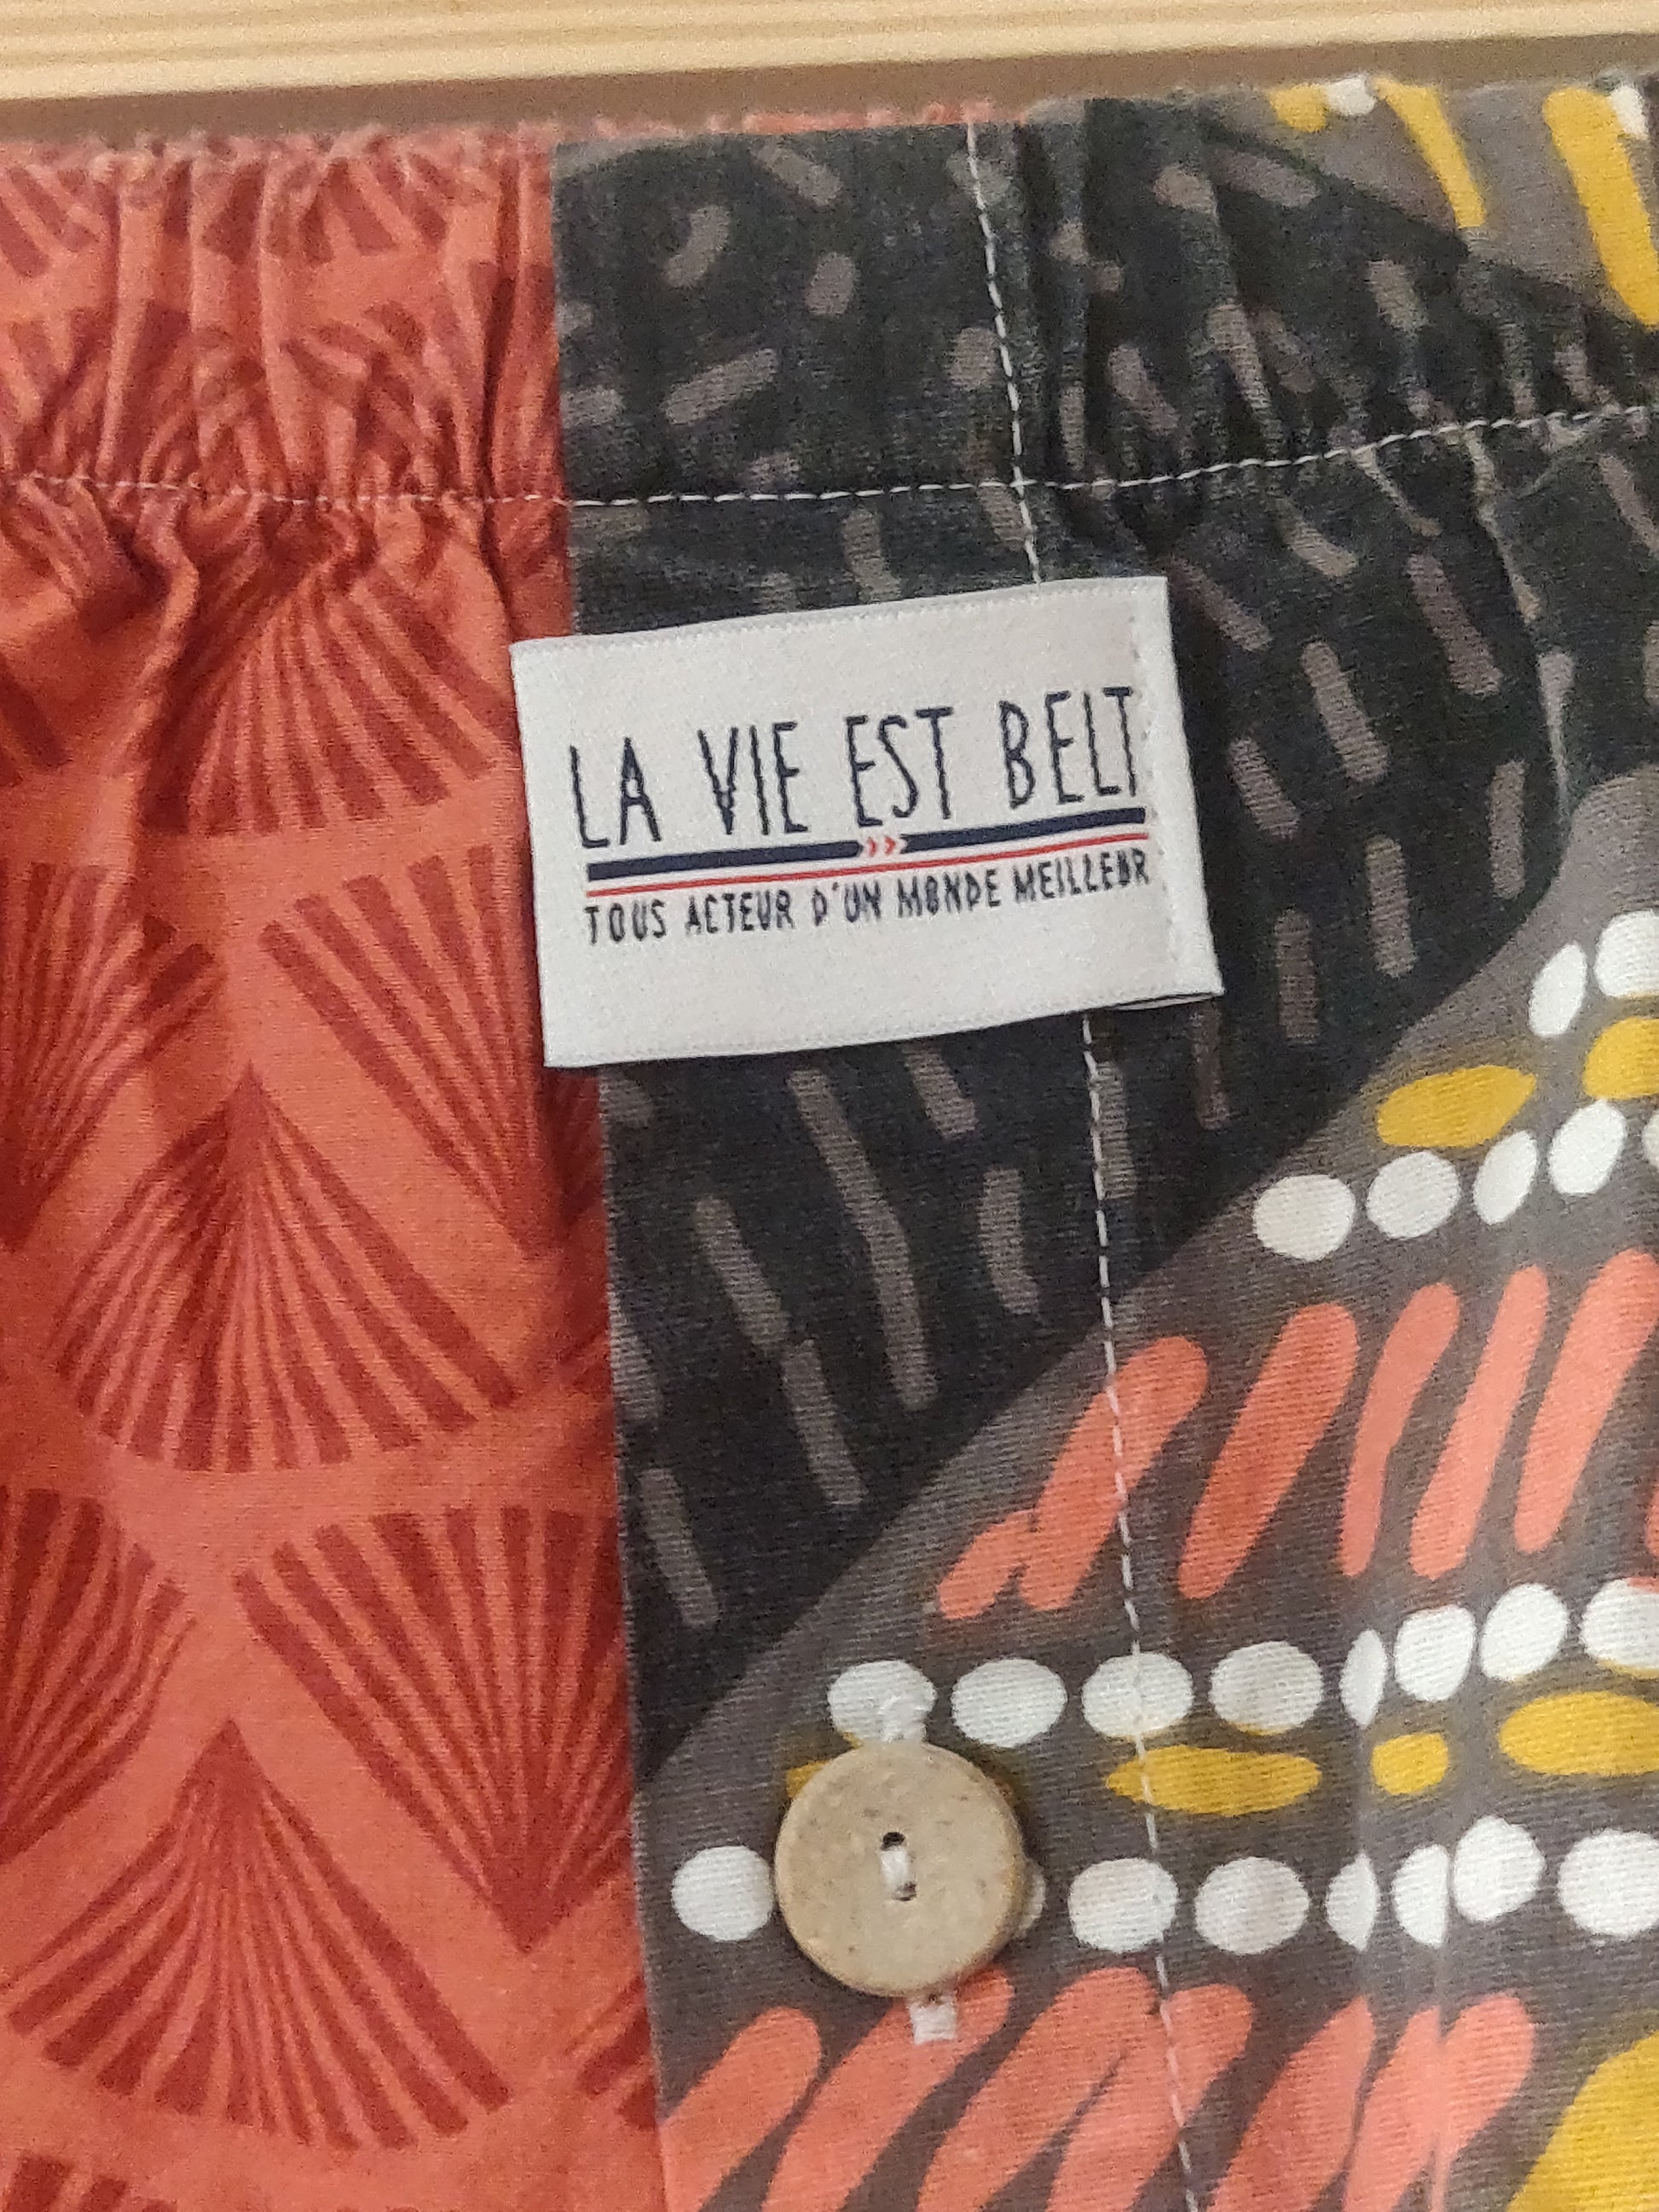 LA VIE EST BELT
TOUS ACTEUR D'UN MONDE MEILLEUR